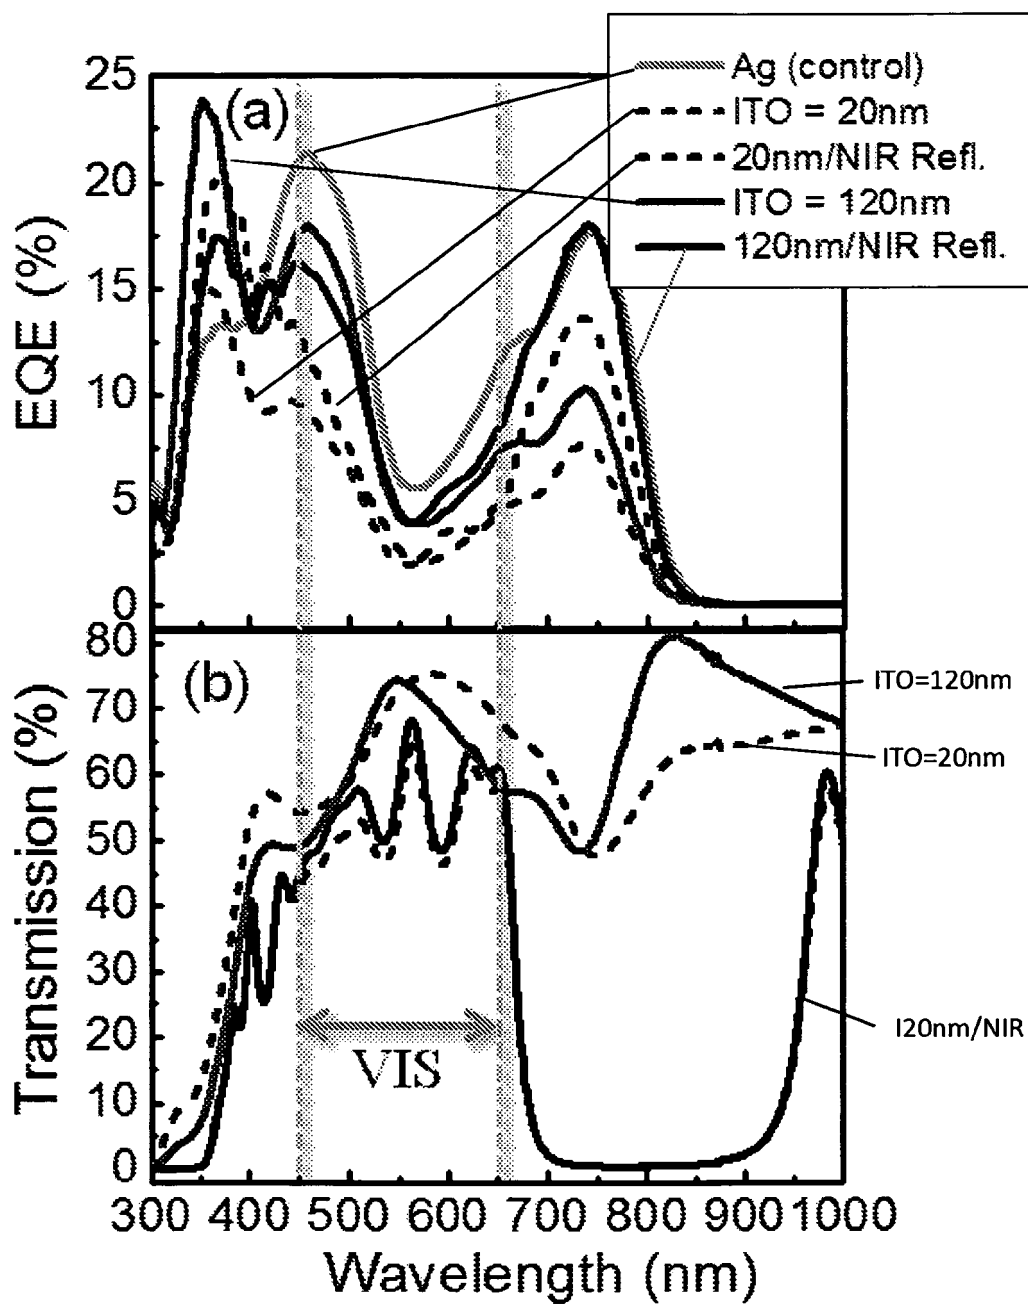 Ag (control)
ITO = 20nm
20nm/NIR Refl.
ITO = 120nm
120nm/NIR Refl.
(a)
EQE (%)
25
20
15
10
5
0
(b)
Transmission (%)
80
70
60
50
40
30
20
10
0
ITO=120nm
ITO=20nm
I20nm/NIR
VIS
300 400 500 600 700 800 900 1000
Wavelength (nm)